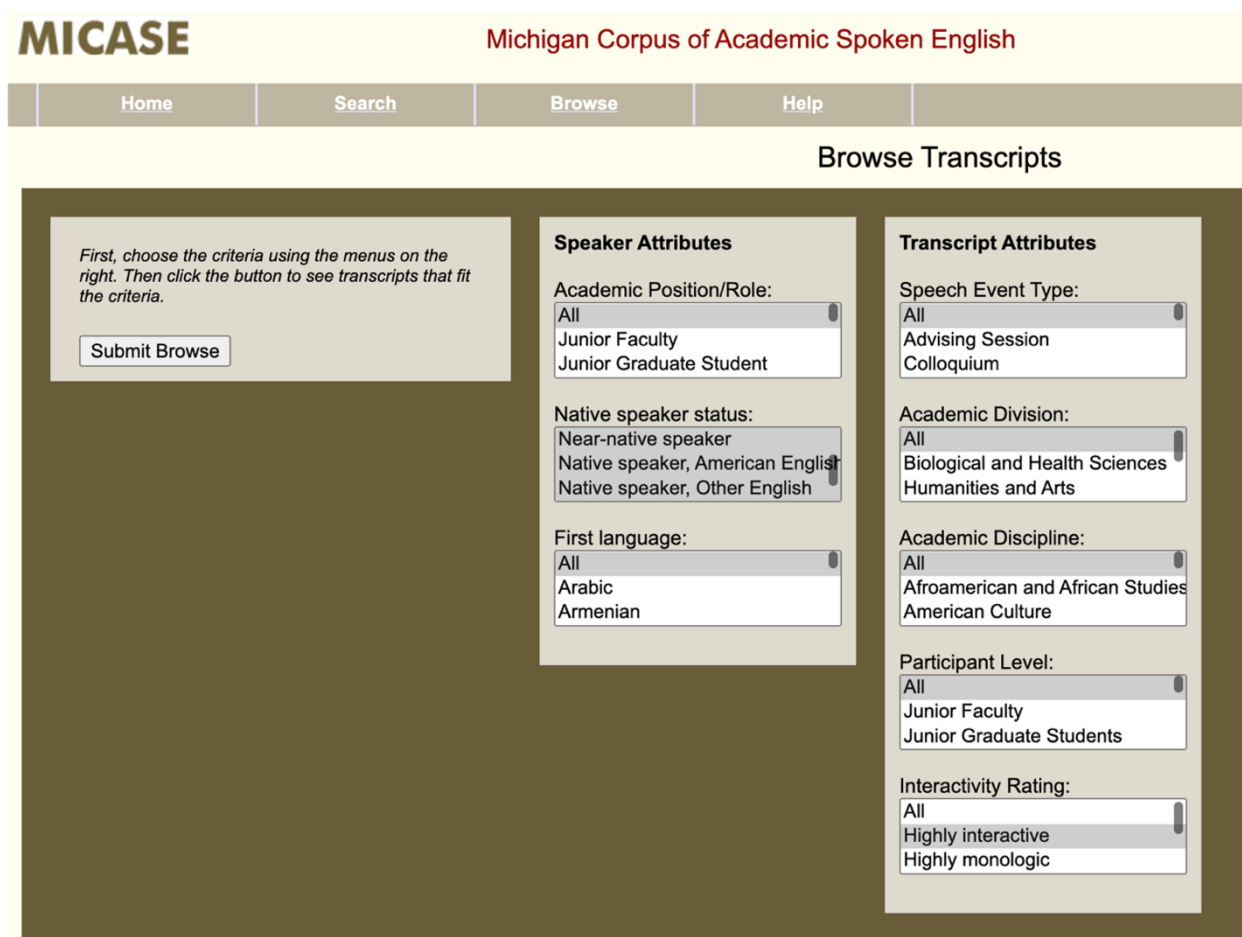 MICASE
Michigan Corpus of Academic Spoken English
Home
Search
Browse
Help
Browse Transcripts
First, choose the criteria using the menus on the
right. Then click the button to see transcripts that fit
the criteria.
Submit Browse
Speaker Attributes
Academic Position/Role:
All
Junior Faculty
Junior Graduate Student
Native speaker status:
Near-native speaker
Native speaker, American English
Native speaker, Other English
First language:
All
Arabic
Armenian
Transcript Attributes
Speech Event Type:
All
Advising Session
Colloquium
Academic Division:
All
Biological and Health Sciences
Humanities and Arts
Academic Discipline:
All
Afroamerican and African Studies
American Culture
Participant Level:
All
Junior Faculty
Junior Graduate Students
Interactivity Rating:
All
Highly interactive
Highly monologic